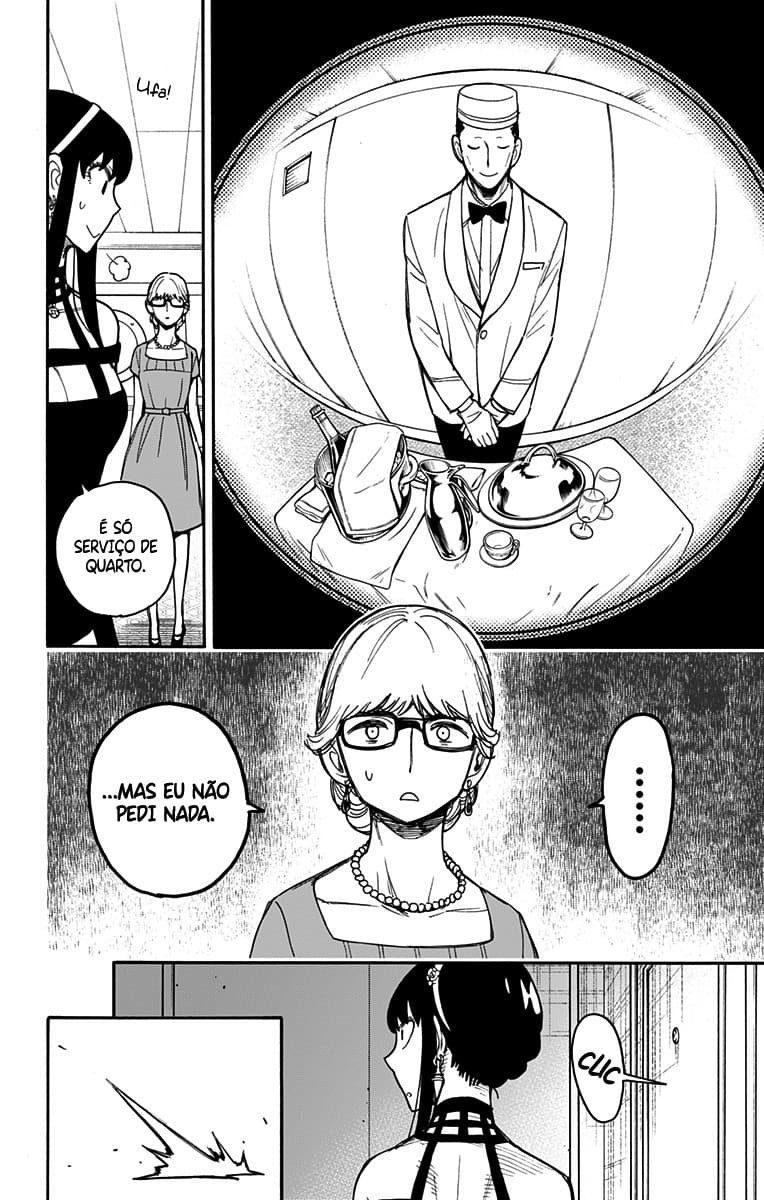 Ufa!
É SÓ
SERVIÇO DE
QUARTO.
......
...MAS EU NÃO
PEDI NADA.
CLIC